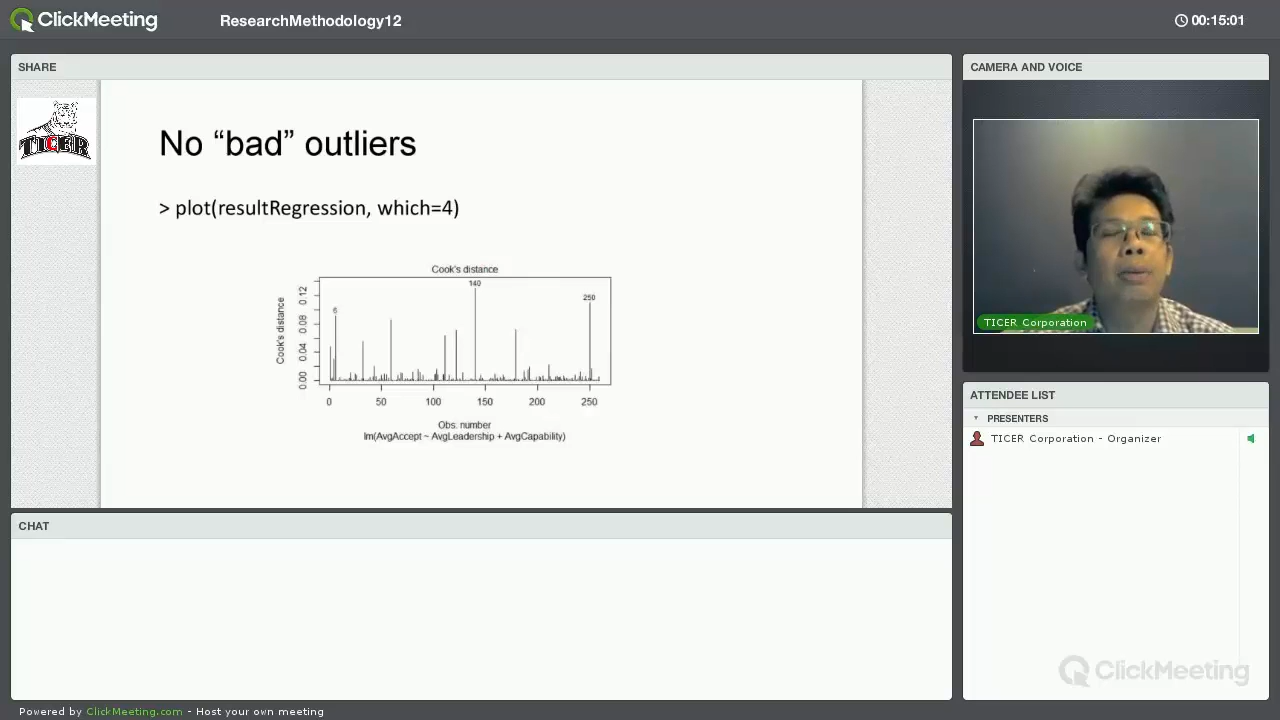 ClickMeeting
ResearchMethodology12
00:15:01
SHARE
TICER
No “bad” outliers
> plot(resultRegression, which=4)
Cook's distance
Cook's distance
0.00
0.04
0.08
0.12
6
140
250
0
50
100
150
200
250
Obs. number
lm(AvgAccept ~ AvgLeadership + AvgCapability)
CAMERA AND VOICE
TICER Corporation
ATTENDEE LIST
PRESENTERS
TICER Corporation - Organizer
CHAT
ClickMeeting
Powered by ClickMeeting.com - Host your own meeting